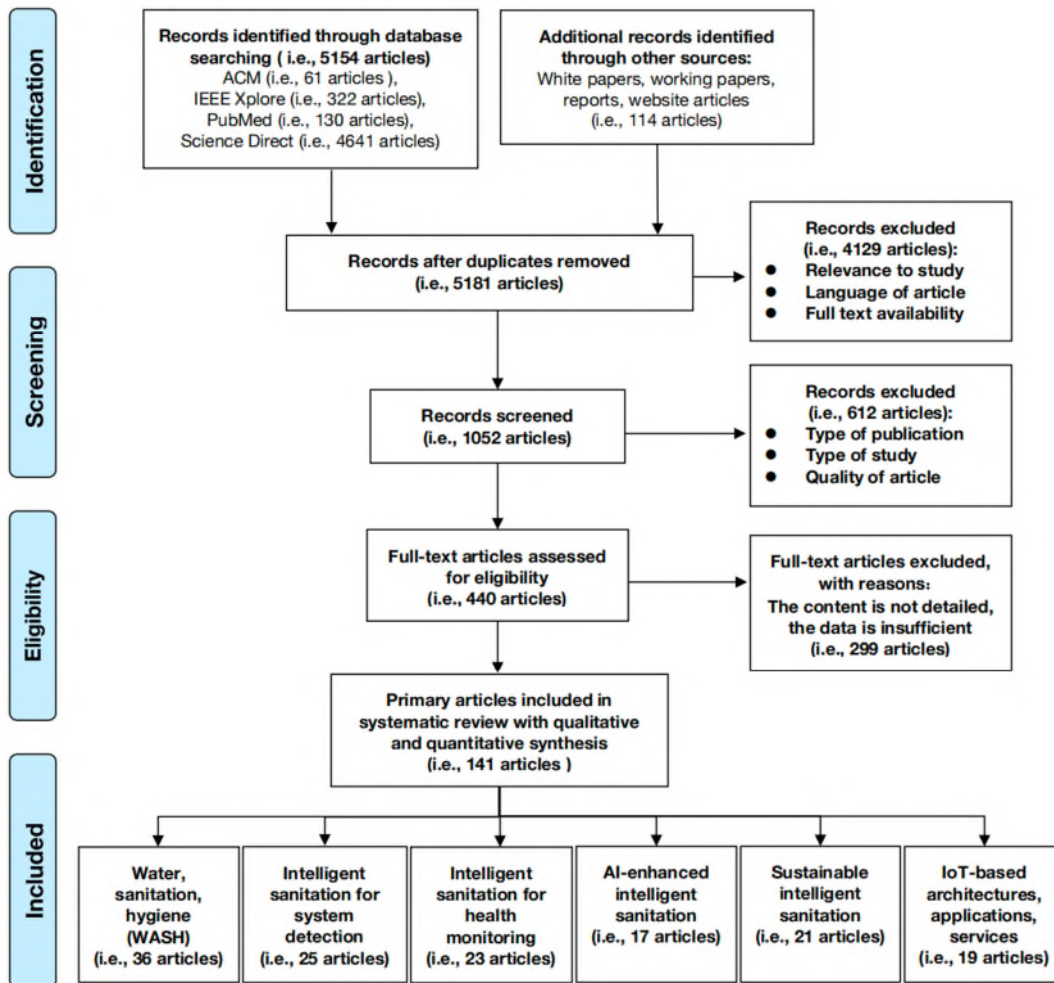 Identification
Records identified through database
searching ( i.e., 5154 articles)
ACM (i.e., 61 articles ),
IEEE Xplore (i.e., 322 articles),
PubMed (i.e., 130 articles),
Science Direct (i.e., 4641 articles)
Additional records identified
through other sources:
White papers, working papers,
reports, website articles
(i.e., 114 articles)
Screening
Records after duplicates removed
(i.e., 5181 articles)
Records excluded
(i.e., 4129 articles):
● Relevance to study
● Language of article
● Full text availability
Records screened
(i.e., 1052 articles)
Records excluded
(i.e., 612 articles):
● Type of publication
● Type of study
● Quality of article
Eligibility
Full-text articles assessed
for eligibility
(i.e., 440 articles)
Full-text articles excluded,
with reasons:
The content is not detailed,
the data is insufficient
(i.e., 299 articles)
Primary articles included in
systematic review with qualitative
and quantitative synthesis
(i.e., 141 articles )
Included
Water,
sanitation,
hygiene
(WASH)
(i.e., 36 articles)
Intelligent
sanitation for
system
detection
(i.e., 25 articles)
Intelligent
sanitation for
health
monitoring
(i.e., 23 articles)
AI-enhanced
intelligent
sanitation
(i.e., 17 articles)
Sustainable
intelligent
sanitation
(i.e., 21 articles)
IoT-based
architectures,
applications,
services
(i.e., 19 articles)